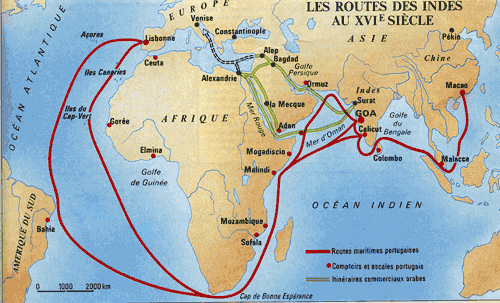 LES ROUTES DES INDES
AU XVIᴱ SIÈCLE
EUROPE
Venise
Constantinople
ASIE
Pékin
Açores
Lisbonne
Alep
Bagdad
Chine
OCÉAN ATLANTIQUE
Ceuta
Iles Canaries
Alexandrie
Golfe
Persique
Ormuz
Indes
Surat
Macao
Iles du
Cap-Vert
la Mecque
GOA
Golfe
du
Bengale
Gorée
AFRIQUE
Mer Rouge
Aden
Mer d'Oman
Calicut
Elmina
Mogadiscio
Colombo
Malacca
Golfe
de Guinée
Malindi
AMERIQUE DU SUD
OCÉAN INDIEN
Bahia
Mozambique
Sofala
Routes maritimes portugaises
Comptoirs et escales portugais
Itinéraires commerciaux arabes
0 1000 2000 km
Cap de Bonne Espérance